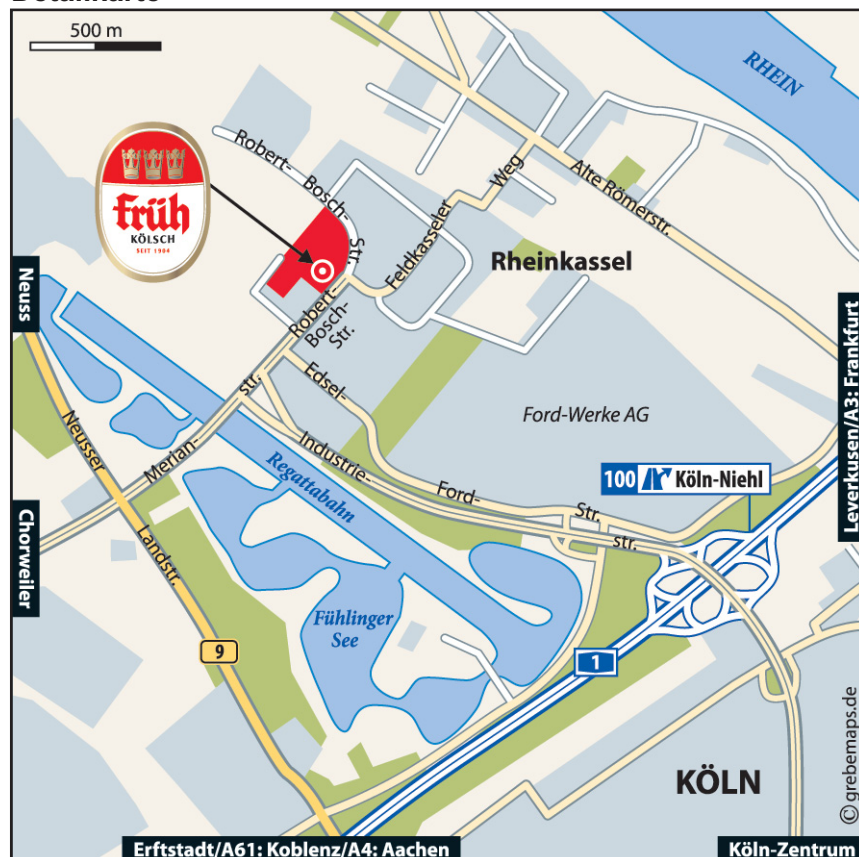 500 m
RHEIN
Robert-
Bosch-
Str.
früh
KÖLSCH
SEIT 1904
Weg
Feldkasseler
Alte Römerstr.
Rheinkassel
Neuss
Robert-
Bosch-
Str.
Leverkusen/A3: Frankfurt
Edsel-
Ford-Werke AG
Neusser
Merian-
str.
Regattabahn
Industrie-
Ford-
Str.
str.
100 Köln-Niehl
Chorweiler
Landstr.
Fühlinger
See
9
1
KÖLN
© grebemaps.de
Erftstadt/A61: Koblenz/A4: Aachen
Köln-Zentrum